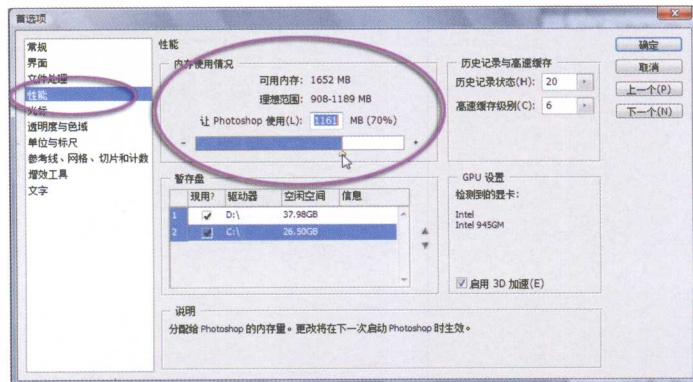 首选项
常规
界面
文件处理
性能
光标
透明度与色域
单位与标尺
参考线、网格、切片和计数
增效工具
文字
性能
内存使用情况
可用内存: 1652 MB
理想范围: 908-1189 MB
让 Photoshop 使用(L): 1161 MB (70%)
- +
历史记录与高速缓存
历史记录状态(H): 20
高速缓存级别(C): 6
确定
取消
上一个(P)
下一个(N)
暂存盘
现用? 驱动器 空闲空间 信息
1 D:\ 37.98GB
2 C:\ 26.50GB
GPU 设置
检测到的显卡:
Intel
Intel 945GM
启用 3D 加速(E)
说明
分配给 Photoshop 的内存量。更改将在下一次启动 Photoshop 时生效。